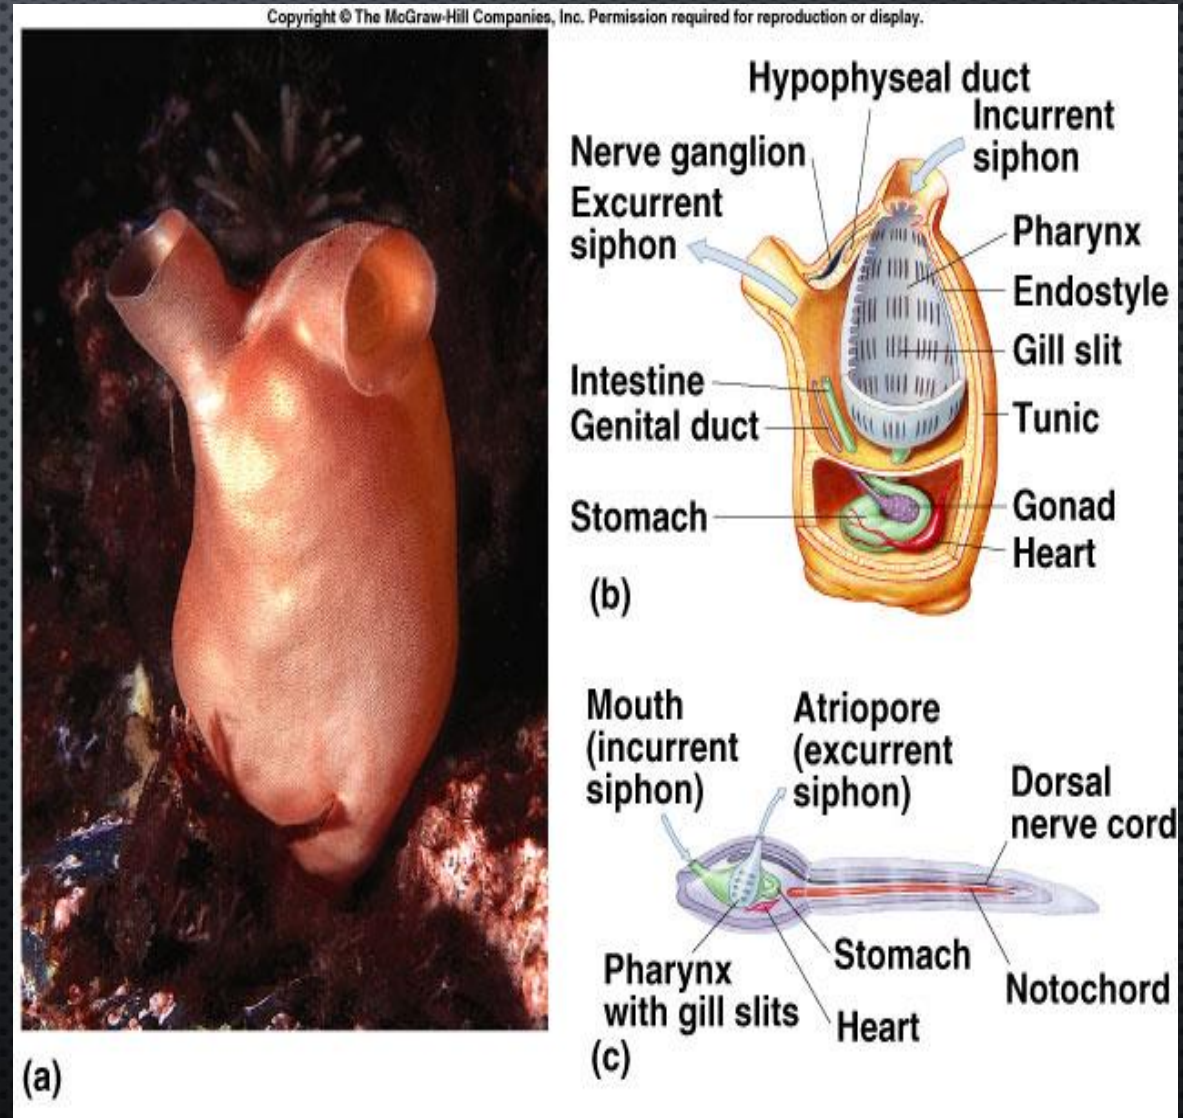 Copyright © The McGraw-Hill Companies, Inc. Permission required for reproduction or display.
Hypophyseal duct
Incurrent
siphon
Nerve ganglion
Excurrent
siphon
Pharynx
Endostyle
Gill slit
Intestine
Genital duct
Tunic
Stomach
Gonad
Heart
(b)
Mouth
(incurrent
siphon)
Atriopore
(excurrent
siphon)
Dorsal
nerve cord
Pharynx
with gill slits
Stomach
Heart
Notochord
(c)
(a)